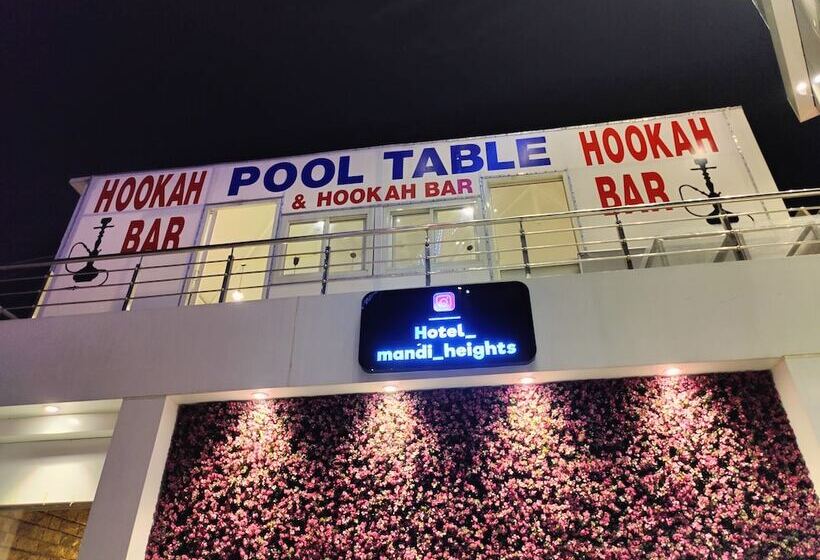 HOOKAH
BAR
POOL TABLE
& HOOKAH BAR
HOOKAH
BAR
Hotel_
mandi_heights